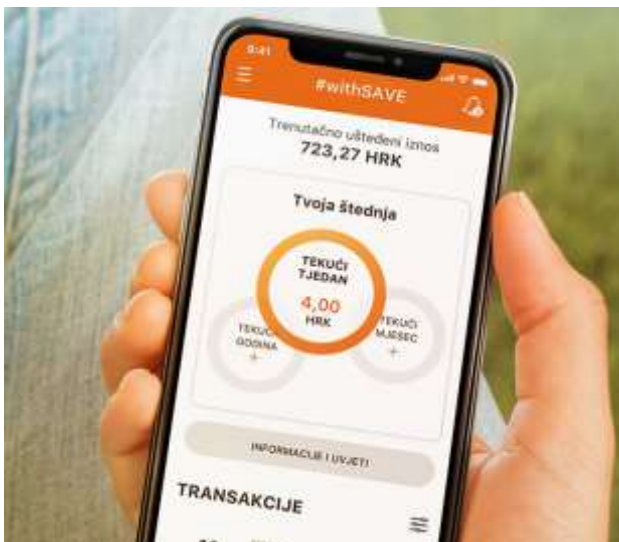 9:41
#withSAVE
Trenutačno ušteđeni iznos
723,27 HRK
Tvoja štednja
TEKUĆI
TJEDAN
4,00
HRK
TEKUĆA
GODINA
+
TEKUĆI
MJESEC
+
INFORMACIJE I UVJETI
TRANSAKCIJE